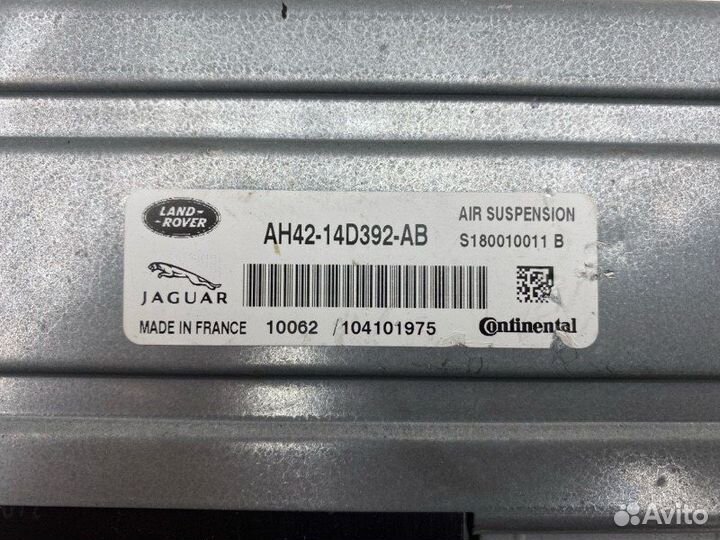 LAND-
ROVER
AH42-14D392-AB
AIR SUSPENSION
S180010011 B
JAGUAR
MADE IN FRANCE 10062 /104101975 Continental
Avito